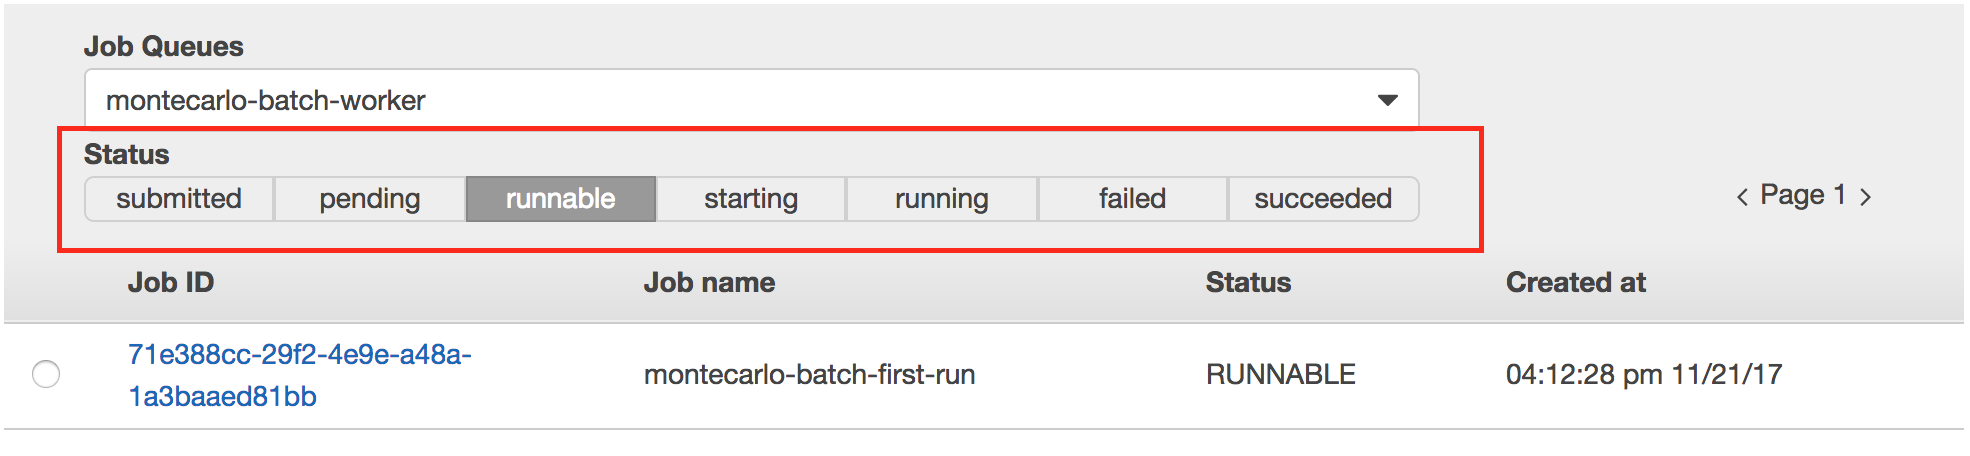 Job Queues
montecarlo-batch-worker
Status
submitted pending runnable starting running failed succeeded
< Page 1 >
Job ID Job name Status Created at
71e388cc-29f2-4e9e-a48a-
1a3baaed81bb
montecarlo-batch-first-run RUNNABLE 04:12:28 pm 11/21/17